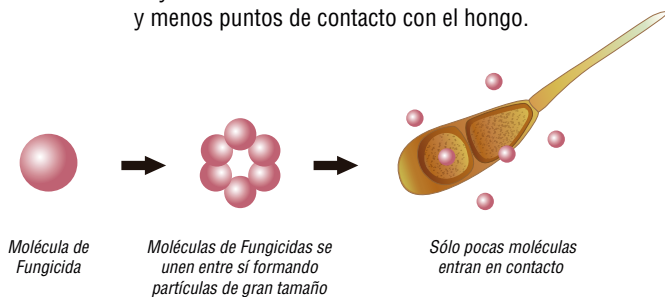 y menos puntos de contacto con el hongo.
Molécula de
Fungicida
Moléculas de Fungicidas se
unen entre sí formando
partículas de gran tamaño
Sólo pocas moléculas
entran en contacto